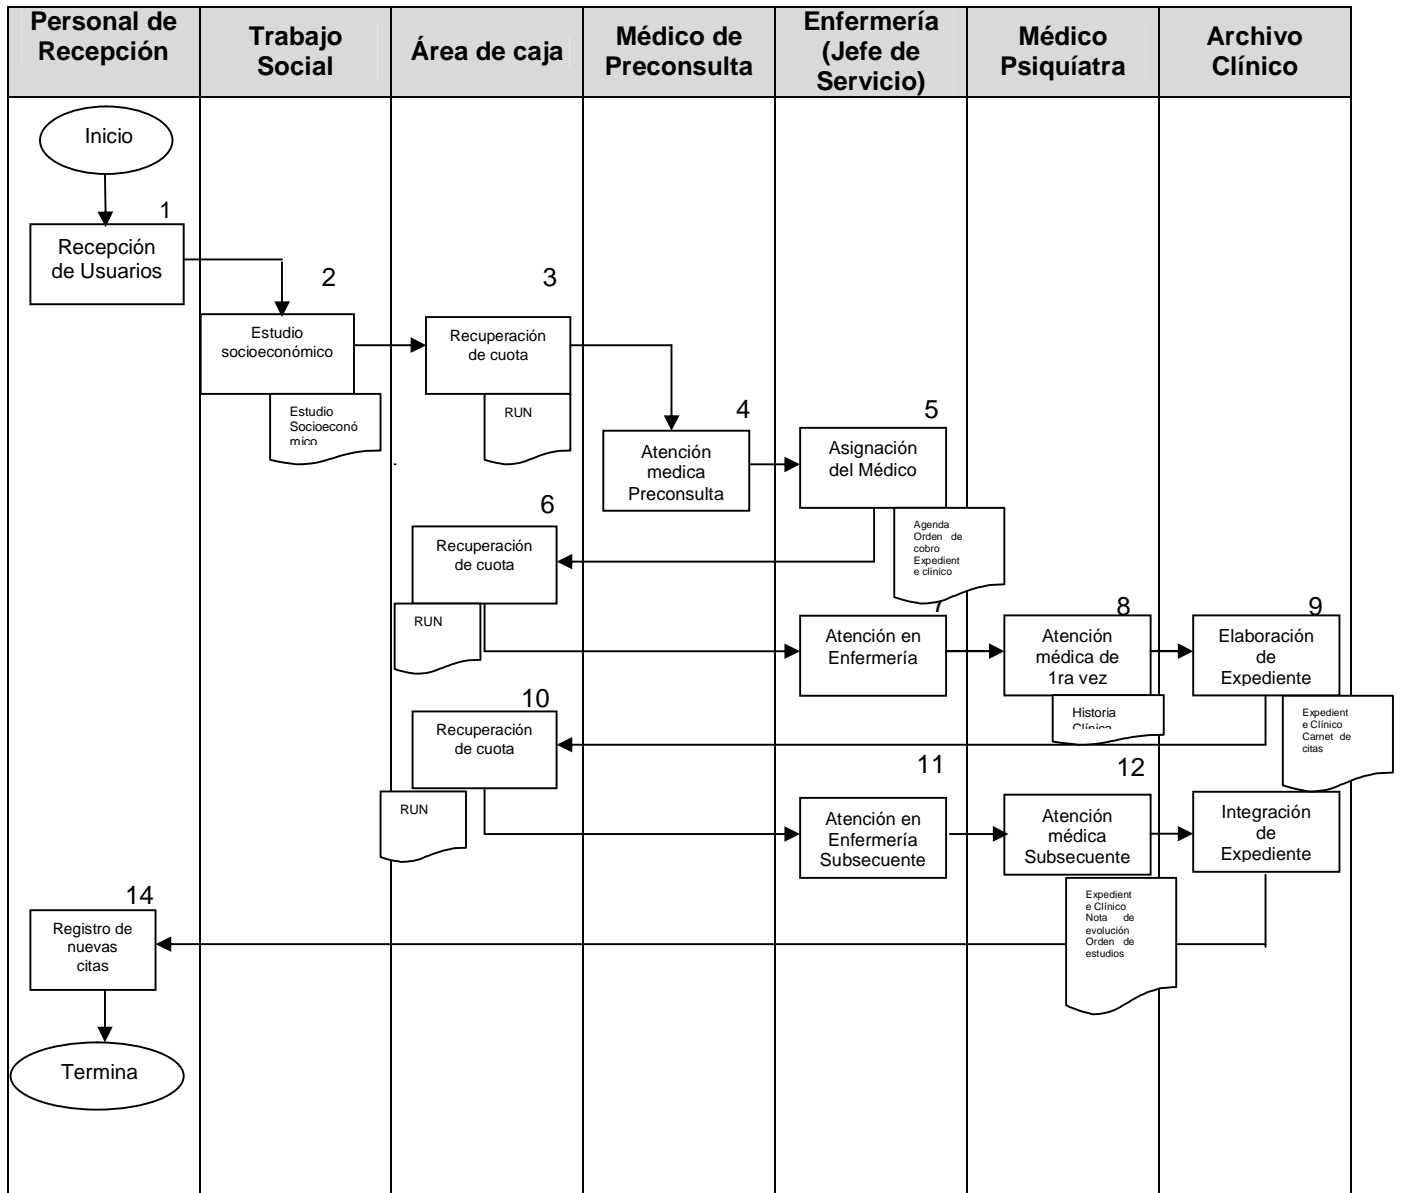 Personal de
Recepción
Trabajo
Social
Área de caja
Médico de
Preconsulta
Enfermería
(Jefe de
Servicio)
Médico
Psiquíatra
Archivo
Clínico
Inicio
1
Recepción
de Usuarios
2
Estudio
socioeconómico
Estudio
Socioeconó
mico
3
Recuperación
de cuota
RUN
4
Atención
medica
Preconsulta
5
Asignación
del Médico
Agenda
Orden de
cobro
Expedient
e clínico
6
Recuperación
de cuota
RUN
7
Atención en
Enfermería
8
Atención
médica de
1ra vez
Historia
Clínica
9
Elaboración
de
Expediente
Expedient
e Clínico
Carnet de
citas
10
Recuperación
de cuota
RUN
11
Atención en
Enfermería
Subsecuente
12
Atención
médica
Subsecuente
Expedient
e Clínico
Nota de
evolución
Orden de
estudios
Integración
de
Expediente
14
Registro de
nuevas
citas
Termina